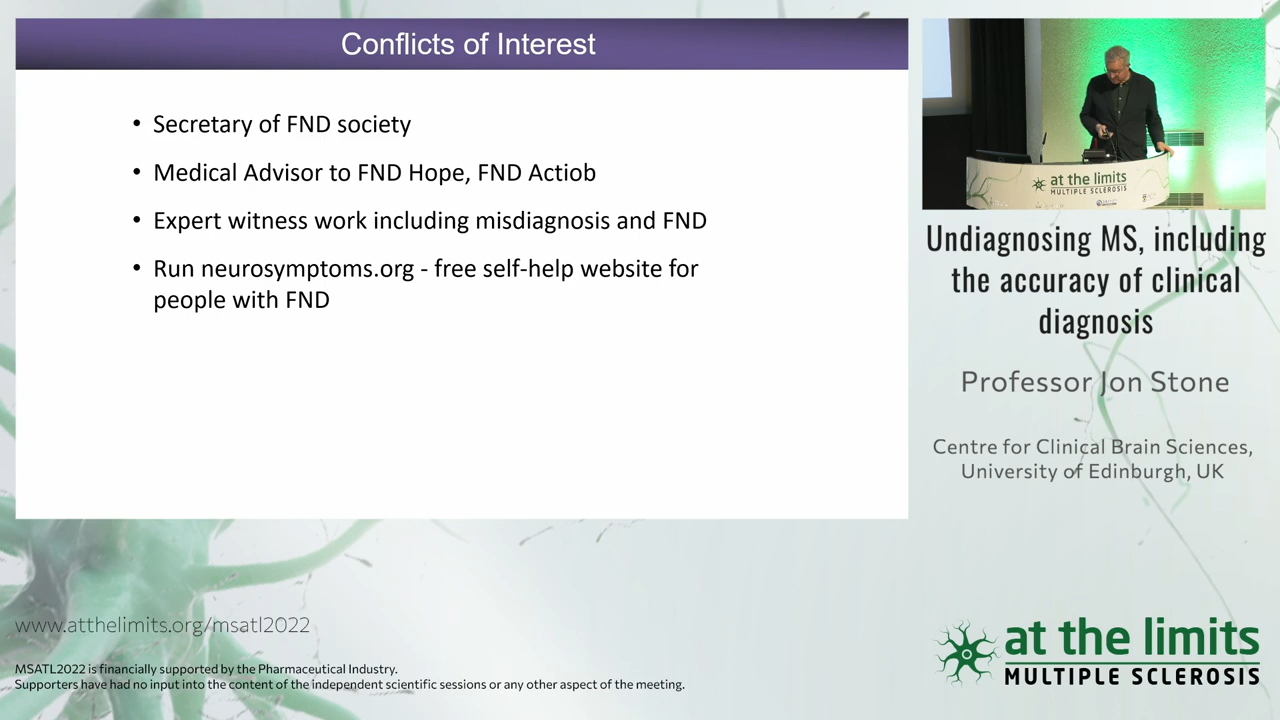 Conflicts of Interest
• Secretary of FND society
• Medical Advisor to FND Hope, FND Actiob
• Expert witness work including misdiagnosis and FND
• Run neurosymptoms.org - free self-help website for
people with FND
at the limits
MULTIPLE SCLEROSIS
Undiagnosing MS, including
the accuracy of clinical
diagnosis
Professor Jon Stone
Centre for Clinical Brain Sciences,
University of Edinburgh, UK
www.atthelimits.org/msatl2022
MSATL2022 is financially supported by the Pharmaceutical Industry.
Supporters have had no input into the content of the independent scientific sessions or any other aspect of the meeting.
at the limits
MULTIPLE SCLEROSIS